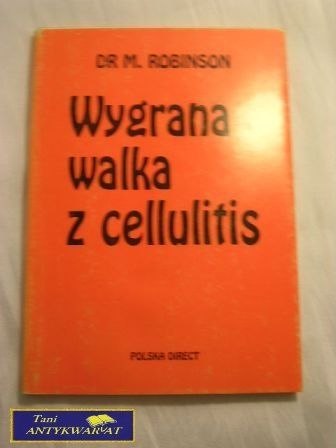 DR M. ROBINSON
Wygrana
walka
z cellulitis
POLSKA DIRECT
Tani
ANTYKWARIAT